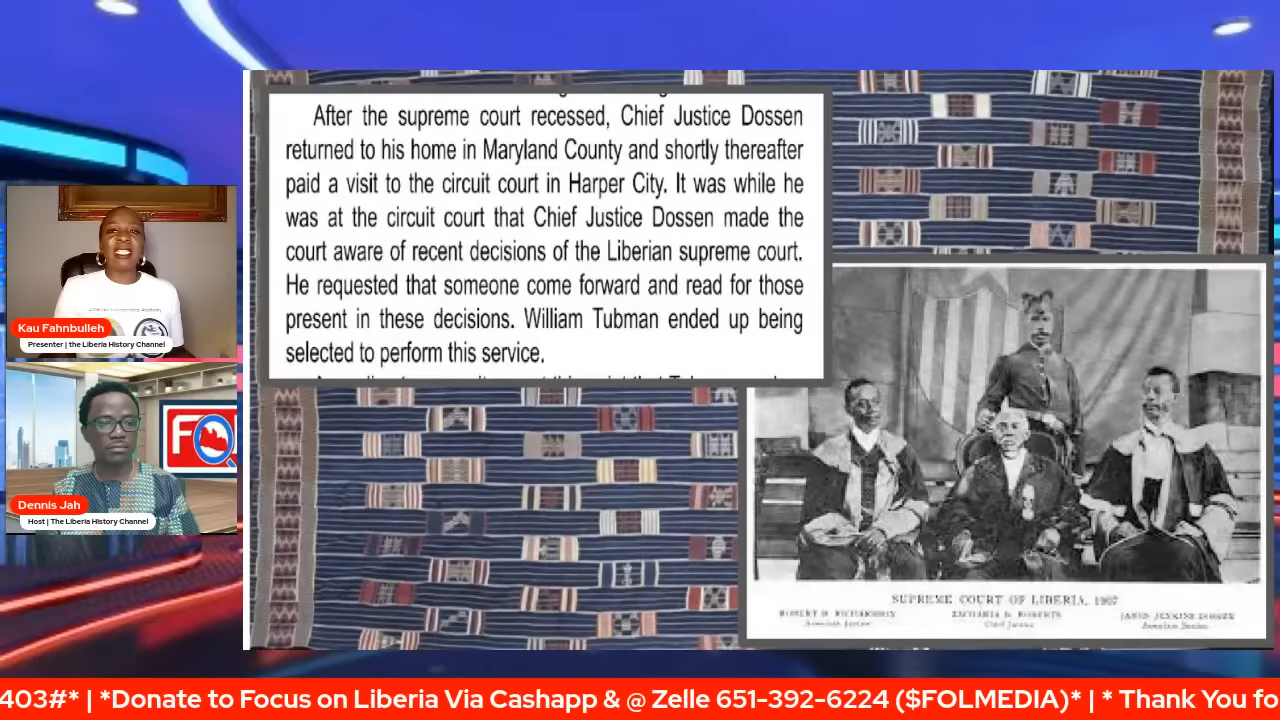 After the supreme court recessed, Chief Justice Dossen
returned to his home in Maryland County and shortly thereafter
paid a visit to the circuit court in Harper City. It was while he
was at the circuit court that Chief Justice Dossen made the
court aware of recent decisions of the Liberian supreme court.
He requested that someone come forward and read for those
present in these decisions. William Tubman ended up being
selected to perform this service.
Kau Fahnbulleh
Presenter | the Liberia History Channel
FOL
Dennis Jah
Host | The Liberia History Channel
SUPREME COURT OF LIBERIA, 1907
ROBERT B. RICHARDSON
Associate Justice
ZACHARIA B. ROBERTS
Chief Justice
JAMES JENKINS DOSSEN
Associate Justice
403#* | *Donate to Focus on Liberia Via Cashapp & @ Zelle 651-392-6224 ($FOLMEDIA)* | * Thank You fo